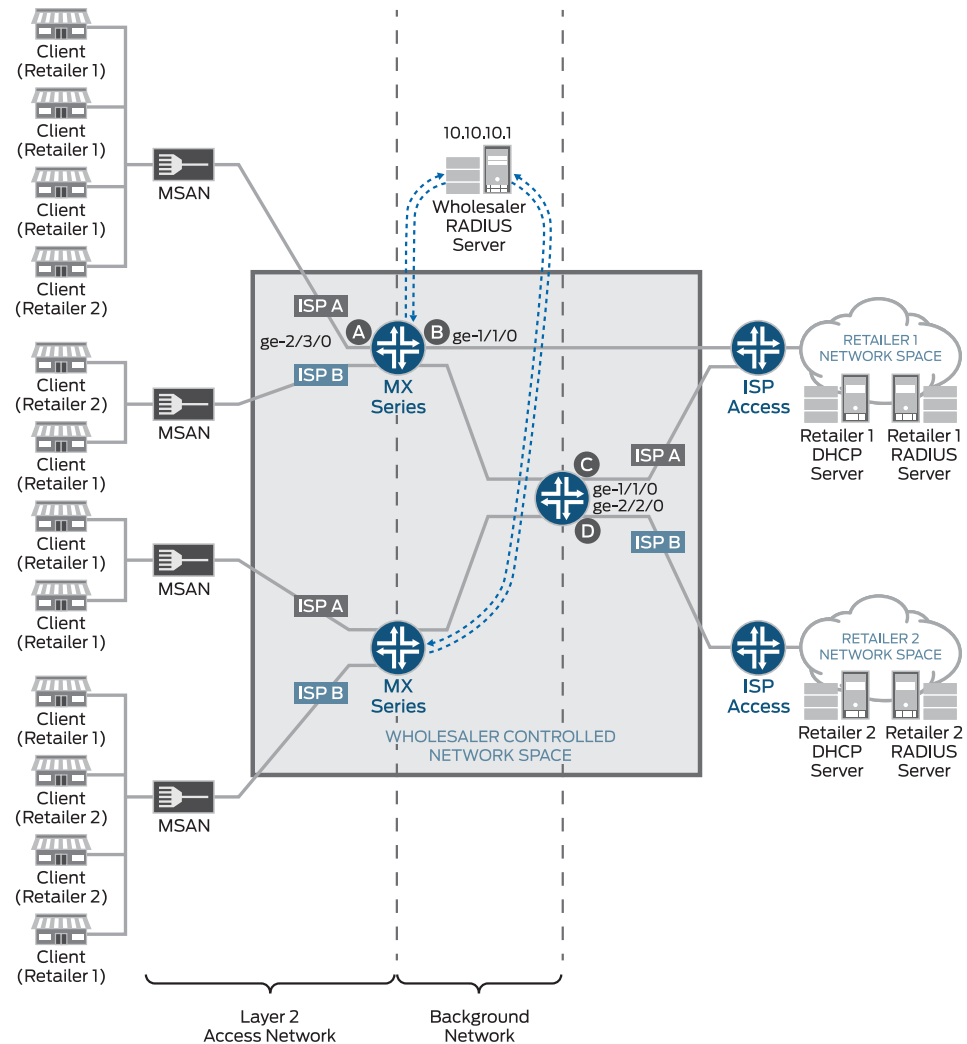 Client
(Retailer 1)
Client
(Retailer 1)
Client
(Retailer 1)
Client
(Retailer 2)
MSAN
Client
(Retailer 2)
Client
(Retailer 1)
MSAN
Client
(Retailer 1)
Client
(Retailer 1)
MSAN
Client
(Retailer 1)
Client
(Retailer 2)
Client
(Retailer 2)
Client
(Retailer 1)
MSAN
10.10.10.1
Wholesaler
RADIUS
Server
ISP A
A
B
ge-2/3/0
ge-1/1/0
ISP B
MX
Series
C
ge-1/1/0
ge-2/2/0
D
ISP A
ISP B
ISP A
ISP B
MX
Series
WHOLESALER CONTROLLED
NETWORK SPACE
ISP
Access
RETAILER 1
NETWORK SPACE
Retailer 1
DHCP
Server
Retailer 1
RADIUS
Server
ISP
Access
RETAILER 2
NETWORK SPACE
Retailer 2
DHCP
Server
Retailer 2
RADIUS
Server
Layer 2
Access Network
Background
Network